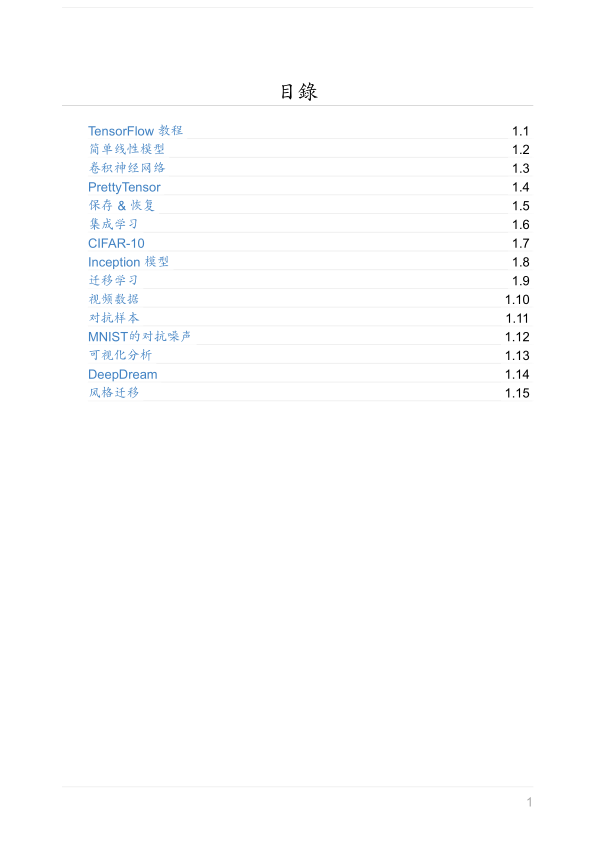 目錄
TensorFlow 教程 1.1
简单线性模型 1.2
卷积神经网络 1.3
PrettyTensor 1.4
保存 & 恢复 1.5
集成学习 1.6
CIFAR-10 1.7
Inception 模型 1.8
迁移学习 1.9
视频数据 1.10
对抗样本 1.11
MNIST的对抗噪声 1.12
可视化分析 1.13
DeepDream 1.14
风格迁移 1.15
1